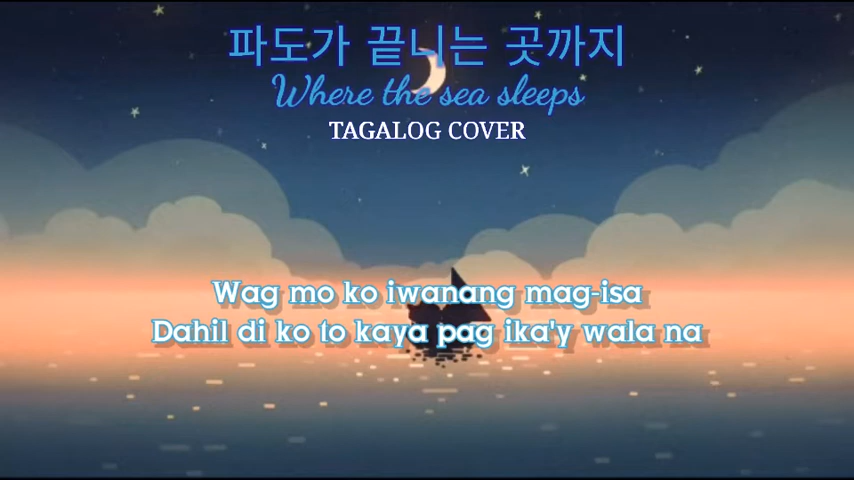 파도가 끝나는 곳까지
Where the sea sleeps
TAGALOG COVER
Wag mo ko iwanang mag-isa
Dahil di ko to kaya pag ika'y wala na